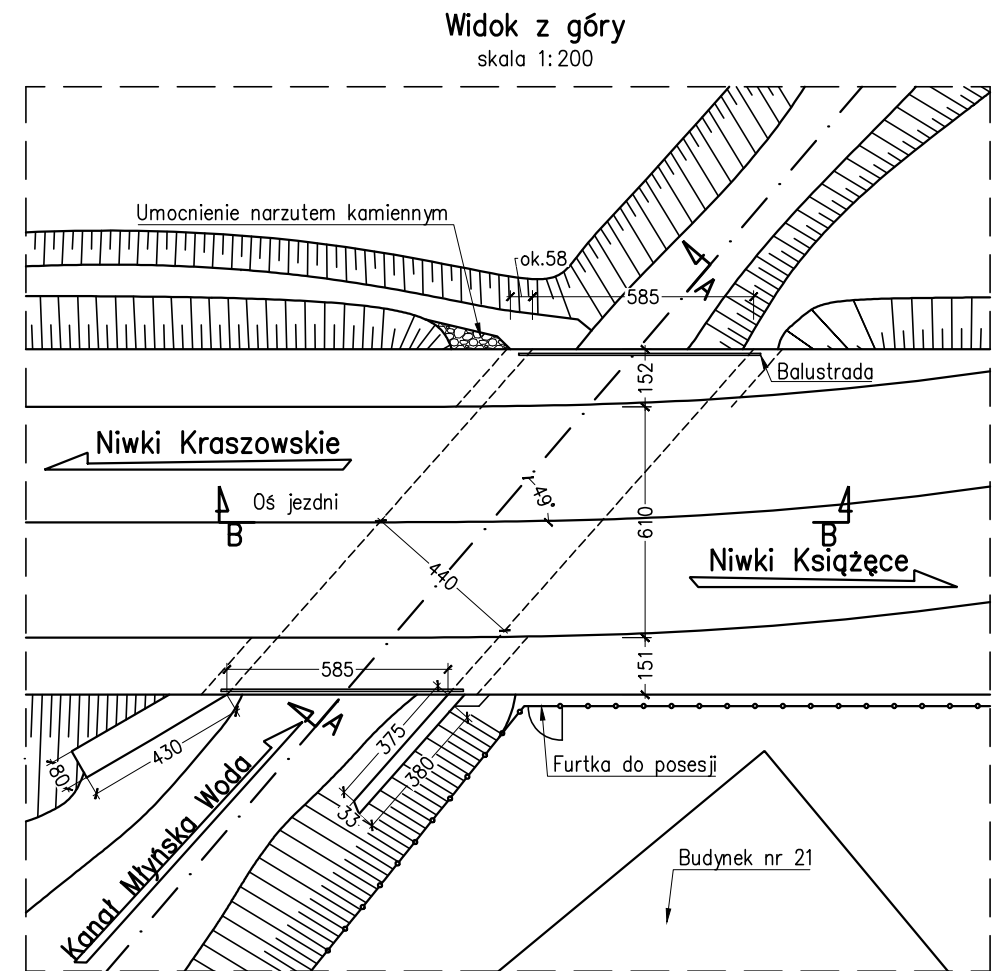 Widok z góry
skala 1:200
Umocnienie narzutem kamiennym
ok.58
585
A
152
Balustrada
Niwki Kraszowskie
Oś jezdni
γ 49°
B
B
610
Niwki Książęce
440
585
151
A
430
80
375
380
33
Furtka do posesji
Kanał Młyńska Woda
Budynek nr 21